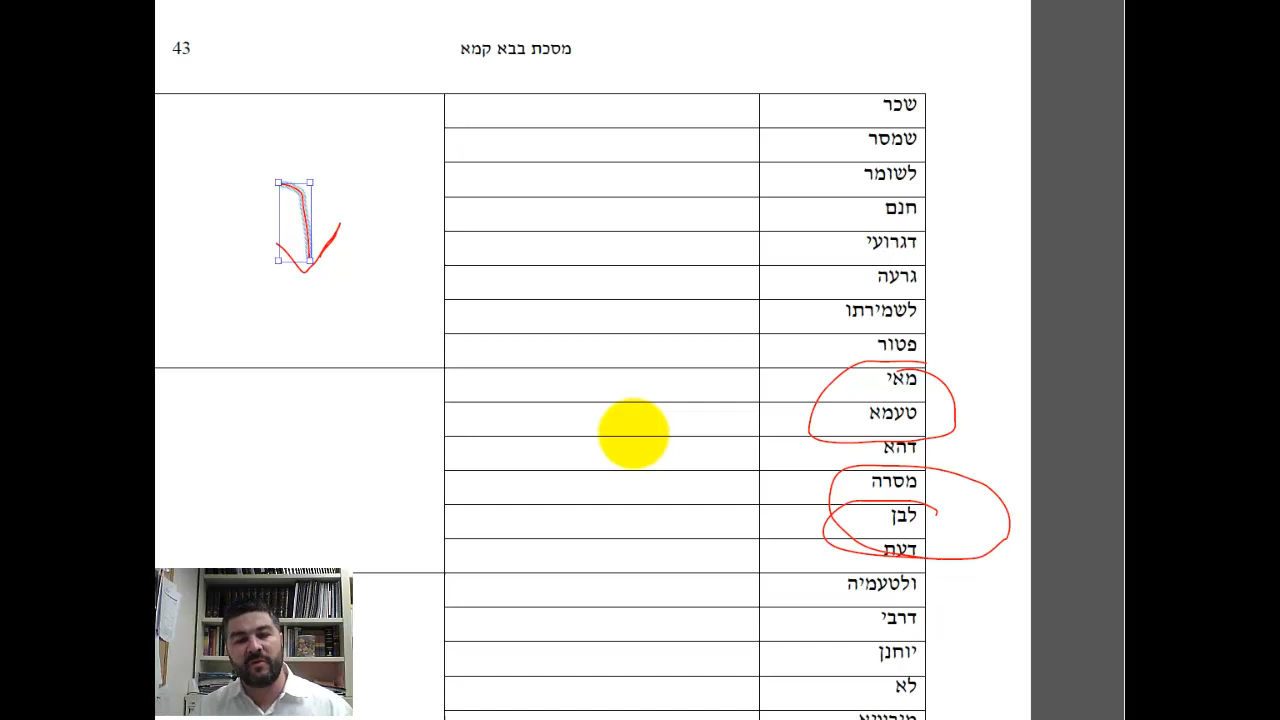 מסכת בבא קמא 43
שכר
שמסר
לשומר
חנם
דגרועי
גרעה
לשמירתו
פטור
מאי
טעמא
דהא
מסרה
לבן
דעת
ולטעמיה
דרבי
יוחנן
לא